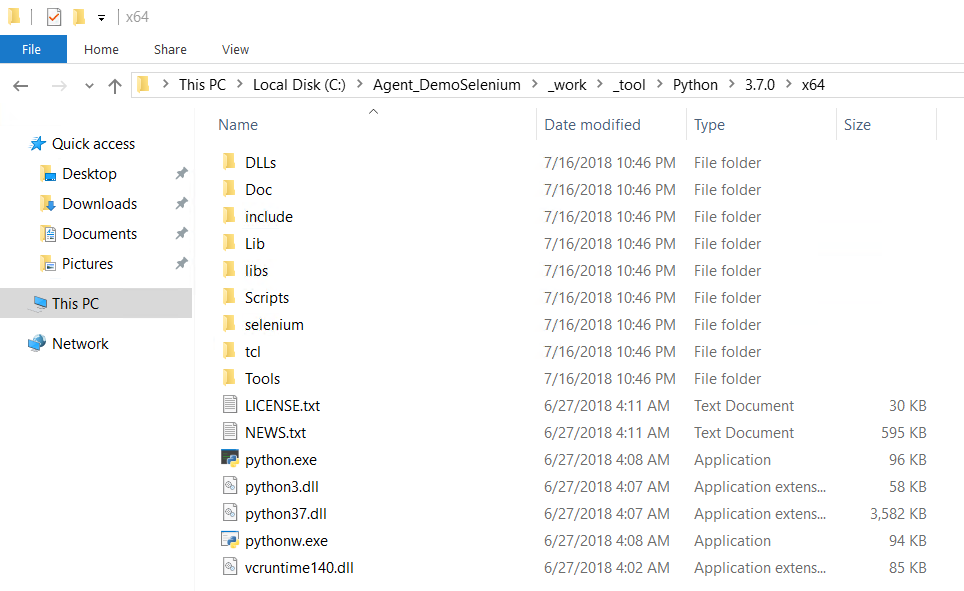 x64
File Home Share View
This PC Local Disk (C:) Agent_DemoSelenium _work _tool Python 3.7.0 x64
Name Date modified Type Size
Quick access
Desktop
Downloads
Documents
Pictures
This PC
Network
DLLs 7/16/2018 10:46 PM File folder
Doc 7/16/2018 10:46 PM File folder
include 7/16/2018 10:46 PM File folder
Lib 7/16/2018 10:46 PM File folder
libs 7/16/2018 10:46 PM File folder
Scripts 7/16/2018 10:46 PM File folder
selenium 7/16/2018 10:46 PM File folder
tcl 7/16/2018 10:46 PM File folder
Tools 7/16/2018 10:46 PM File folder
LICENSE.txt 6/27/2018 4:11 AM Text Document 30 KB
NEWS.txt 6/27/2018 4:11 AM Text Document 595 KB
python.exe 6/27/2018 4:08 AM Application 96 KB
python3.dll 6/27/2018 4:07 AM Application extens... 58 KB
python37.dll 6/27/2018 4:07 AM Application extens... 3,582 KB
pythonw.exe 6/27/2018 4:08 AM Application 94 KB
vcruntime140.dll 6/27/2018 4:02 AM Application extens... 85 KB